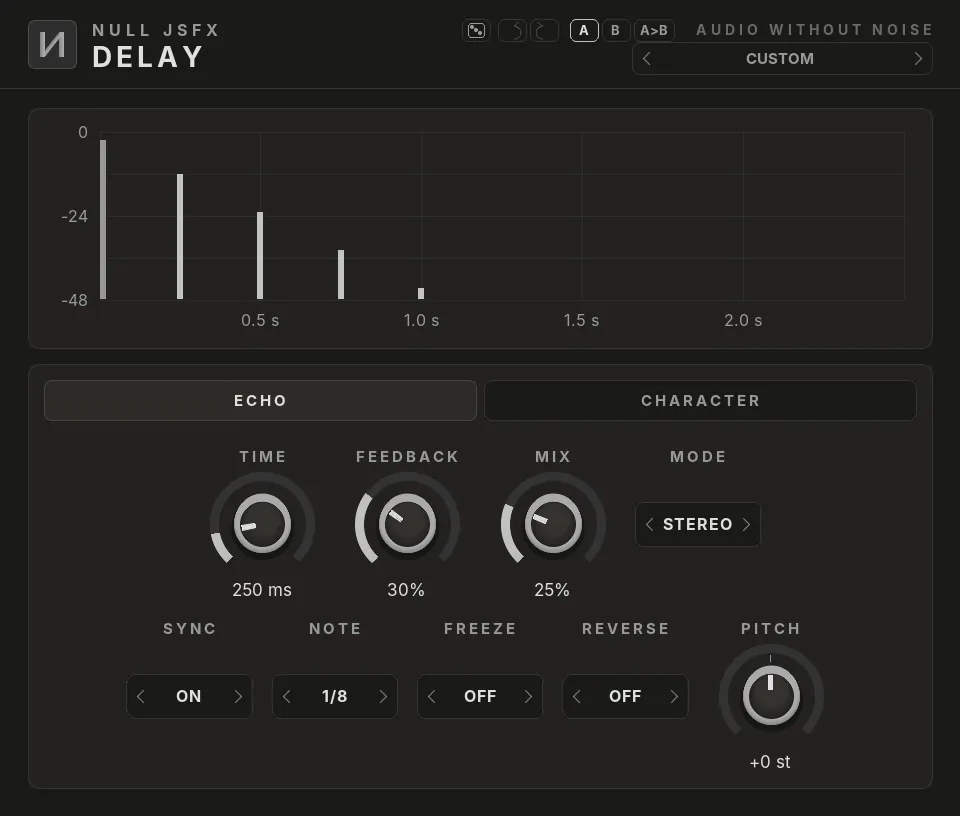 NULL JSFX
DELAY
A B A>B
AUDIO WITHOUT NOISE
CUSTOM
0
-24
-48
0.5 s 1.0 s 1.5 s 2.0 s
ECHO CHARACTER
TIME FEEDBACK MIX MODE
STEREO
250 ms 30% 25%
SYNC NOTE FREEZE REVERSE PITCH
ON 1/8 OFF OFF
+0 st